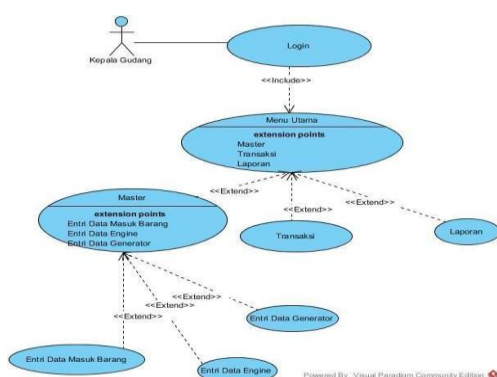 Login
Kepala Gudang
<<Include>>
Menu Utama
extension points
Master
Transaksi
Laporan
<<Extend>>
<<Extend>>
<<Extend>>
Master
extension points
Entri Data Masuk Barang
Entri Data Engine
Entri Data Generator
Transaksi
Laporan
<<Extend>>
<<Extend>>
<<Extend>>
Entri Data Generator
Entri Data Masuk Barang
Entri Data Engine
Powered By Visual Paradigm Community Edition